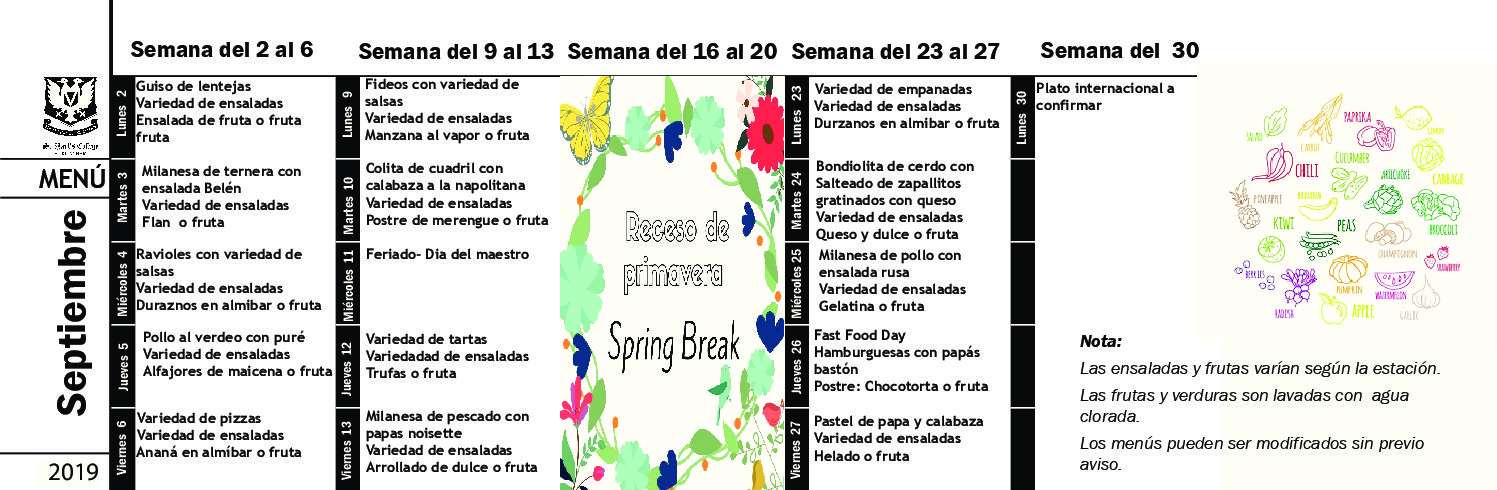 Semana del 2 al 6
Semana del 9 al 13
Semana del 16 al 20
Semana del 23 al 27
Semana del 30
MENÚ
Septiembre
2019
Lunes 2
Guiso de lentejas
Variedad de ensaladas
Ensalada de fruta o fruta
fruta
Martes 3
Milanesa de ternera con
ensalada Belén
Variedad de ensaladas
Flan o fruta
Miércoles 4
Ravioles con variedad de
salsas
Variedad de ensaladas
Duraznos en almibar o fruta
Jueves 5
Pollo al verdeo con puré
Variedad de ensaladas
Alfajores de maicena o fruta
Viernes 6
Variedad de pizzas
Variedad de ensaladas
Ananá en almíbar o fruta
Lunes 9
Fideos con variedad de
salsas
Variedad de ensaladas
Manzana al vapor o fruta
Martes 10
Colita de cuadril con
calabaza a la napolitana
Variedad de ensaladas
Postre de merengue o fruta
Miércoles 11
Feriado- Dia del maestro
Jueves 12
Variedad de tartas
Variedadad de ensaladas
Trufas o fruta
Viernes 13
Milanesa de pescado con
papas noisette
Variedad de ensaladas
Arrollado de dulce o fruta
Receso de
primavera
Spring Break
Lunes 23
Variedad de empanadas
Variedad de ensaladas
Durzanos en almibar o fruta
Martes 24
Bondiolita de cerdo con
Salteado de zapallitos
gratinados con queso
Variedad de ensaladas
Queso y dulce o fruta
Miércoles 25
Milanesa de pollo con
ensalada rusa
Variedad de ensaladas
Gelatina o fruta
Jueves 26
Fast Food Day
Hamburguesas con papás
bastón
Postre: Chocotorta o fruta
Viernes 27
Pastel de papa y calabaza
Variedad de ensaladas
Helado o fruta
Lunes 30
Plato internacional a
confirmar
SALAD
CARROT
PAPRIKA
LEMON
CHILI
CUCUMBER
ARTICHOKE
CABBAGE
PINEAPPLE
KIWI
PEAS
BROCCOLI
CHAMPIGNON
STRAWBERRY
BERRIES
PUMPKIN
WATERMELON
RADISH
APPLE
GARLIC
Nota:
Las ensaladas y frutas varían según la estación.
Las frutas y verduras son lavadas con agua
clorada.
Los menús pueden ser modificados sin previo
aviso.